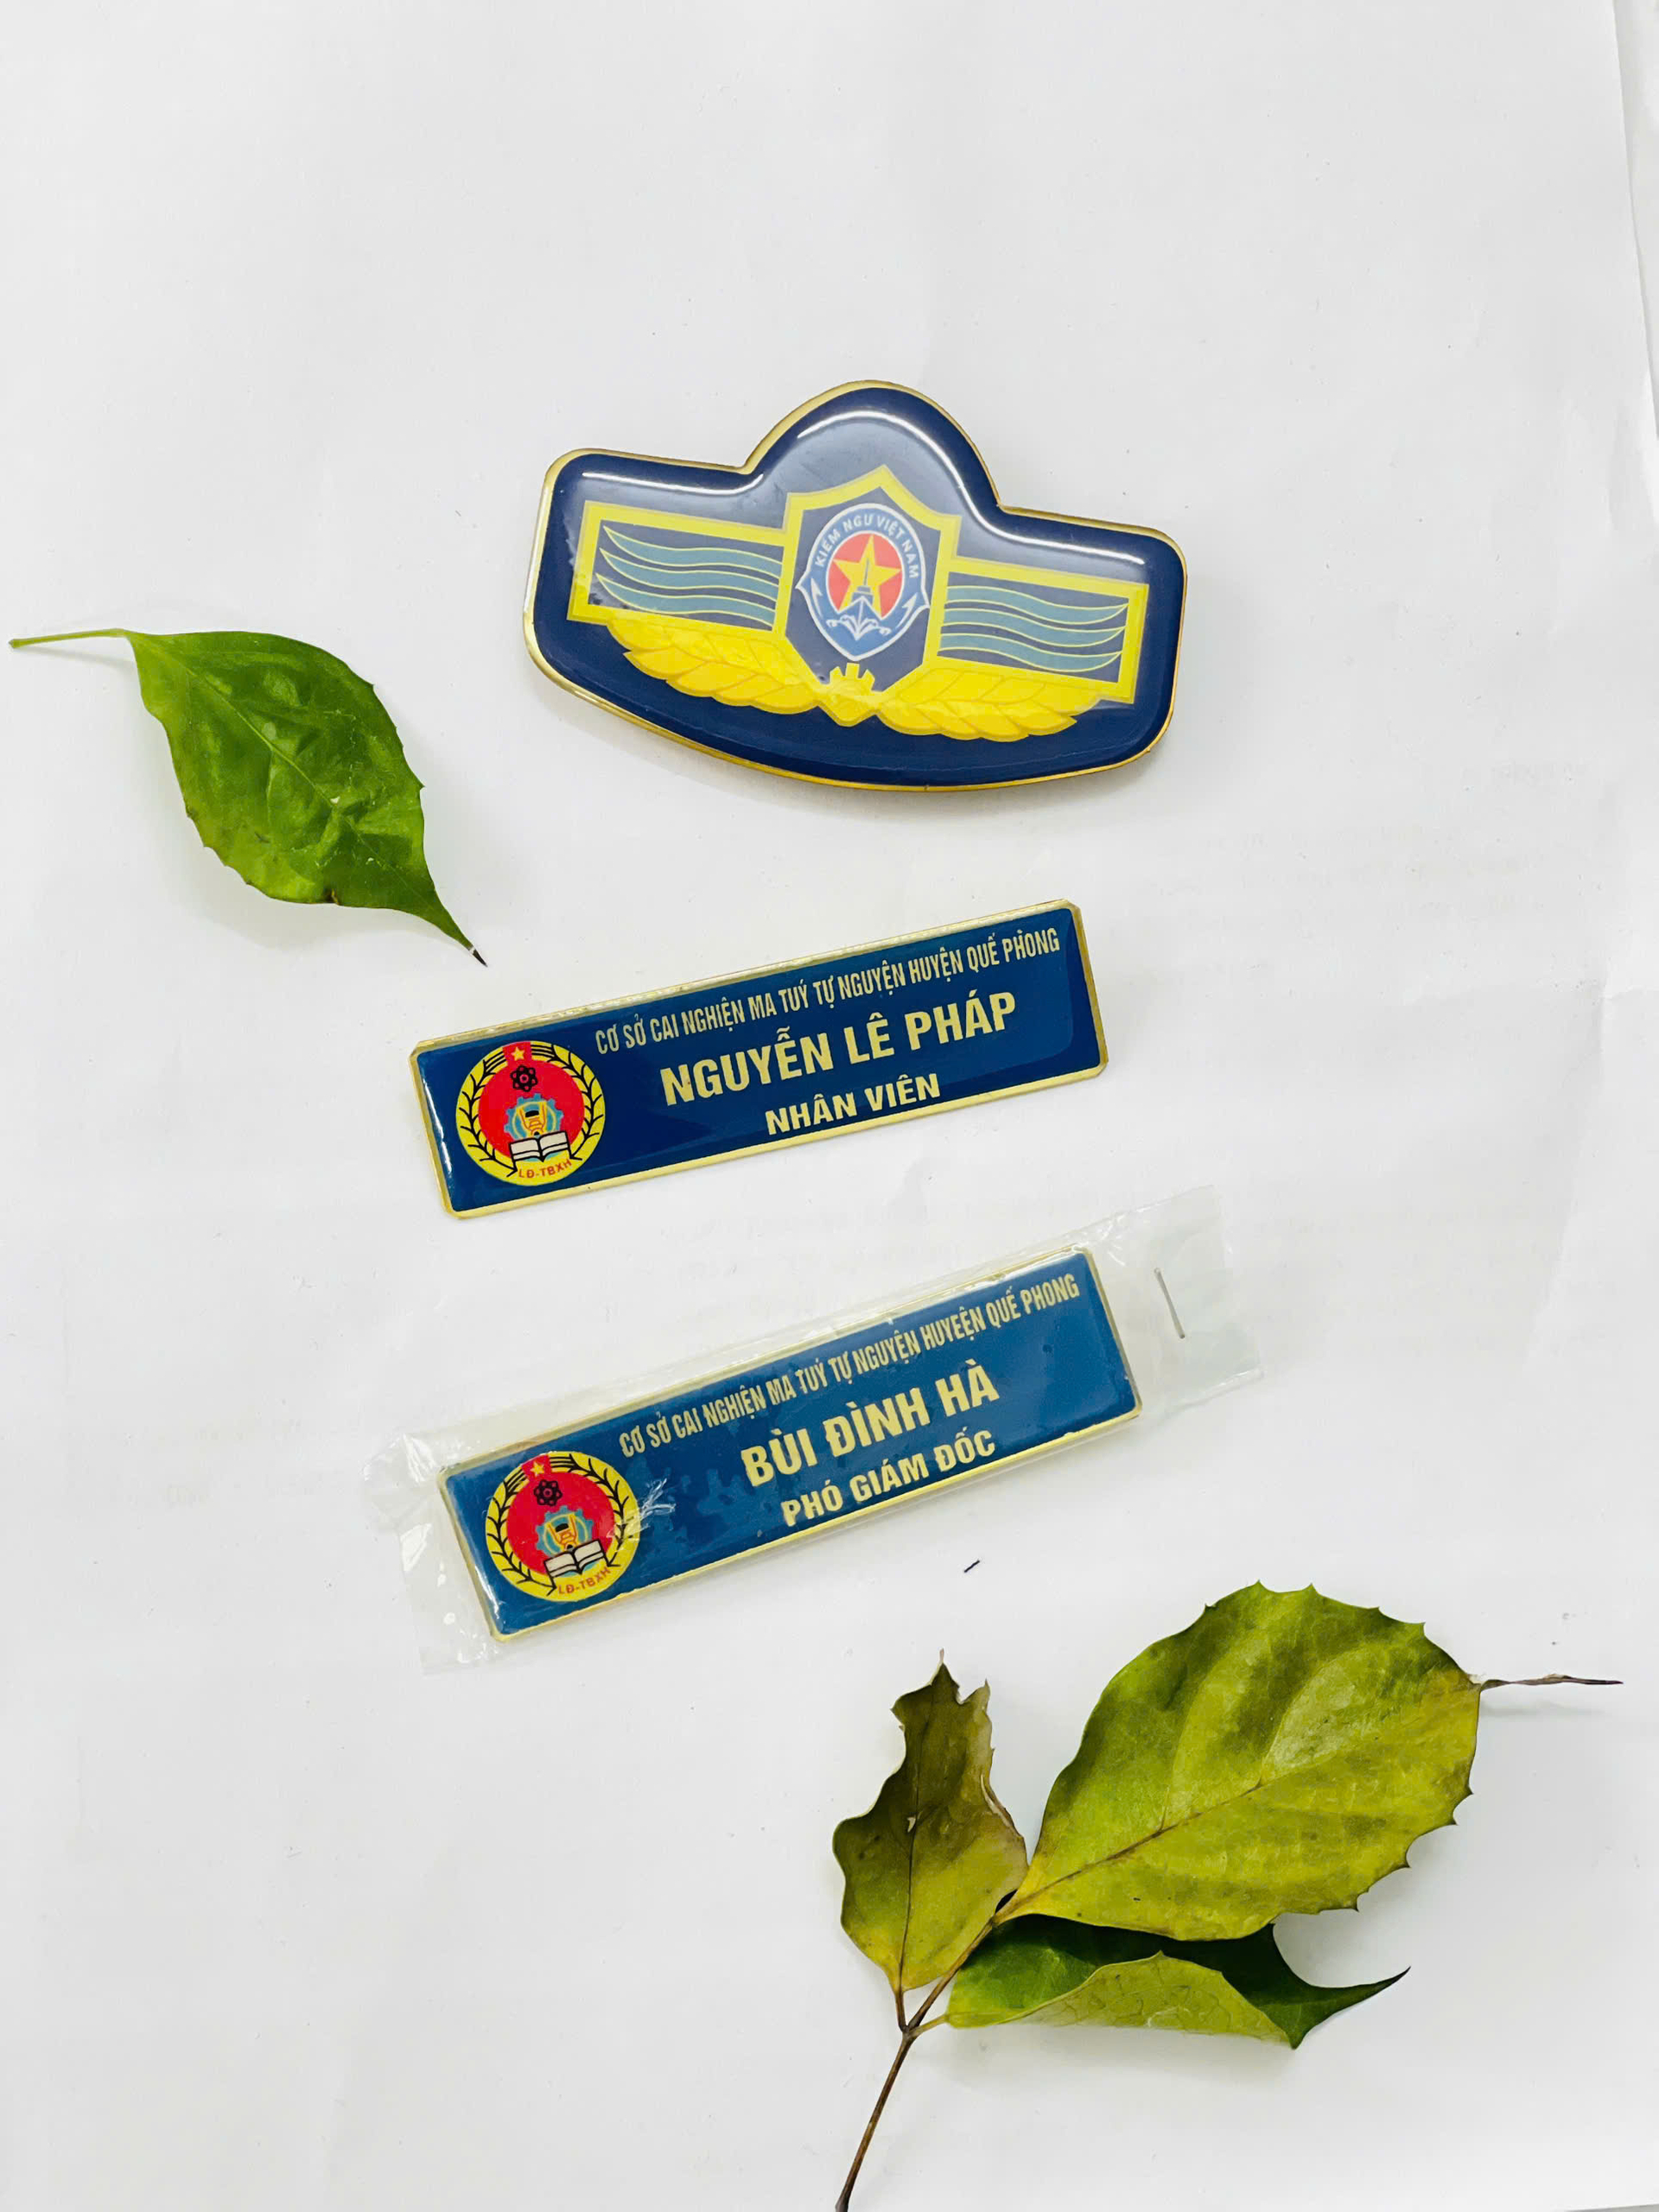 KIỂM NGƯ VIỆT NAM
CƠ SỞ CAI NGHIỆN MA TUÝ TỰ NGUYỆN HUYỆN QUẾ PHONG
NGUYỄN LÊ PHÁP
NHÂN VIÊN
LĐ-TBXH
CƠ SỞ CAI NGHIỆN MA TUÝ TỰ NGUYỆN HUYEỆN QUẾ PHONG
BÙI ĐÌNH HÀ
PHÓ GIÁM ĐỐC
LĐ-TBXH